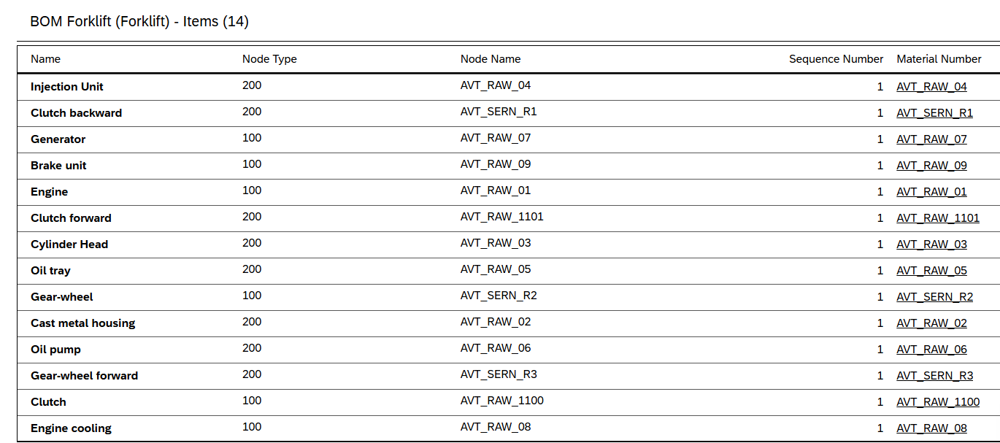 BOM Forklift (Forklift) - Items (14)
Name Node Type Node Name Sequence Number Material Number
Injection Unit 200 AVT_RAW_04 1 AVT_RAW_04
Clutch backward 200 AVT_SERN_R1 1 AVT_SERN_R1
Generator 100 AVT_RAW_07 1 AVT_RAW_07
Brake unit 100 AVT_RAW_09 1 AVT_RAW_09
Engine 100 AVT_RAW_01 1 AVT_RAW_01
Clutch forward 200 AVT_RAW_1101 1 AVT_RAW_1101
Cylinder Head 200 AVT_RAW_03 1 AVT_RAW_03
Oil tray 200 AVT_RAW_05 1 AVT_RAW_05
Gear-wheel 100 AVT_SERN_R2 1 AVT_SERN_R2
Cast metal housing 200 AVT_RAW_02 1 AVT_RAW_02
Oil pump 200 AVT_RAW_06 1 AVT_RAW_06
Gear-wheel forward 200 AVT_SERN_R3 1 AVT_SERN_R3
Clutch 100 AVT_RAW_1100 1 AVT_RAW_1100
Engine cooling 100 AVT_RAW_08 1 AVT_RAW_08